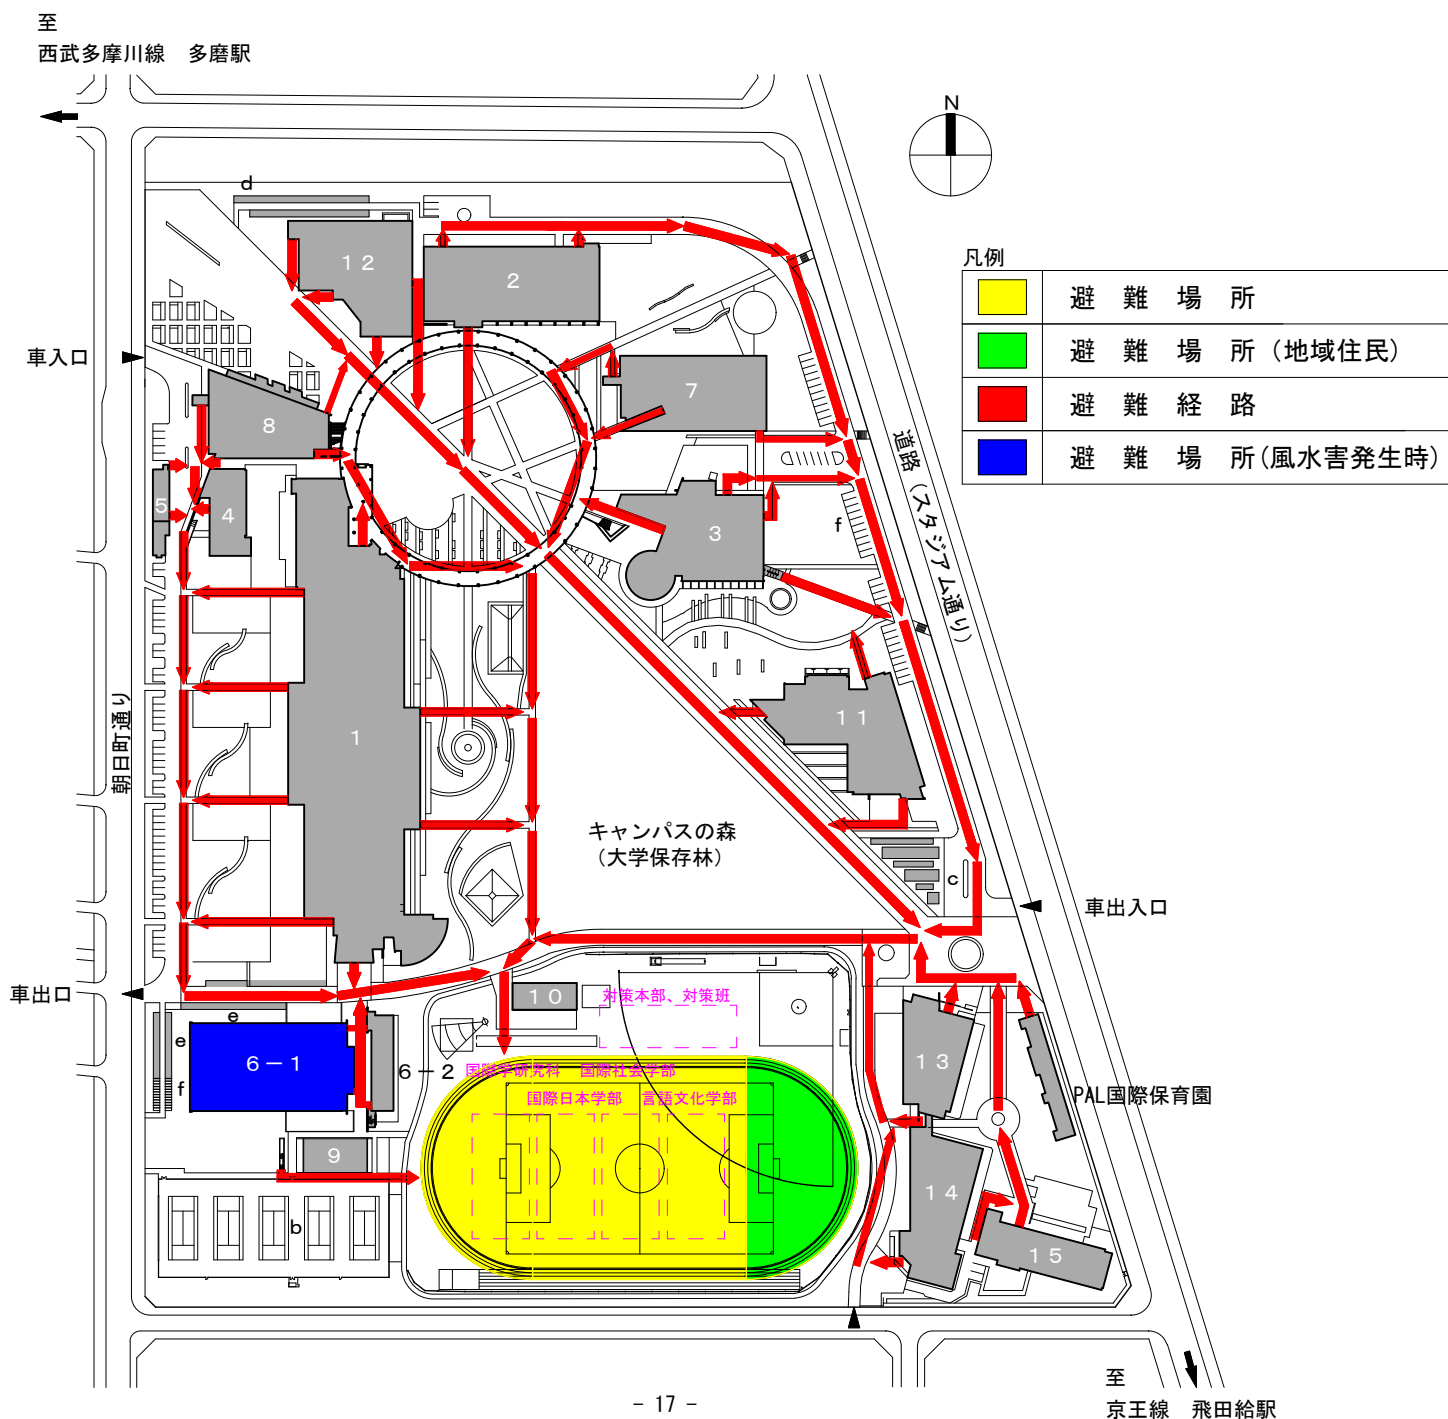 至
西武多摩川線　多磨駅
N
d
凡例
避難場所
避難場所（地域住民）
避難経路
避難場所(風水害発生時)
12
2
車入口
7
8
道路（スタジアム通り）
5
4
3
f
朝日町通り
11
1
キャンパスの森
（大学保存林）
c
車出入口
車出口
10
対策本部、対策班
e
e
6－1
6－2
f
国際学研究科　国際社会学部
国際日本学部　言語文化学部
13
PAL国際保育園
9
14
b
15
至
京王線　飛田給駅
- 17 -